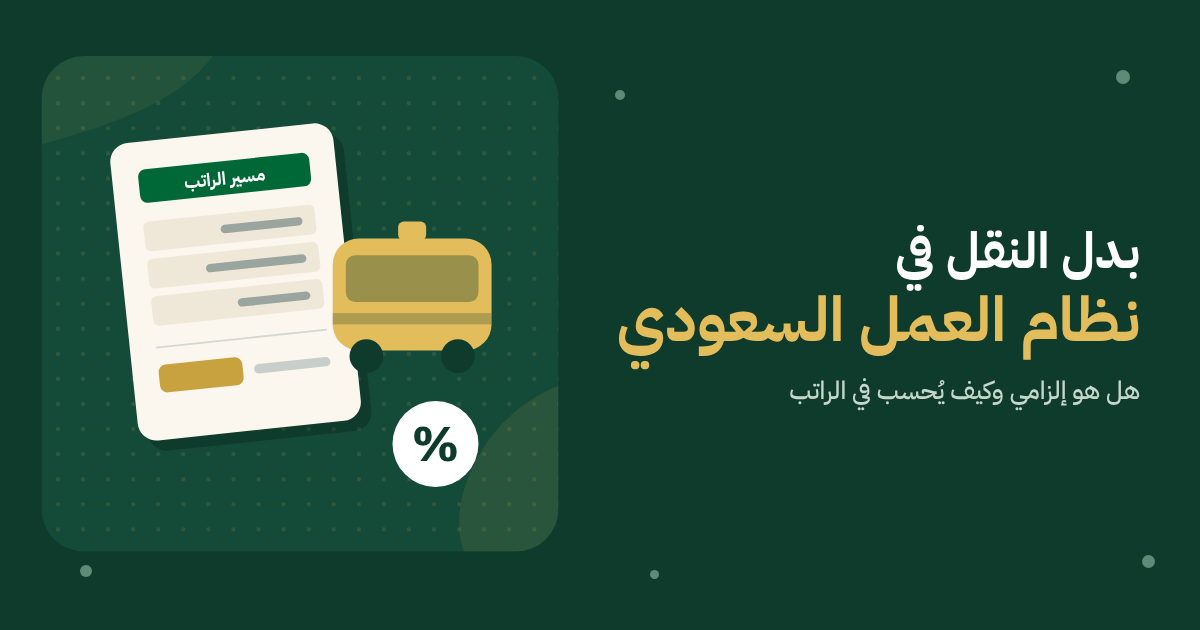 بدل النقل في
نظام العمل السعودي
هل هو إلزامي وكيف يُحسب في الراتب
مسير الراتب
%